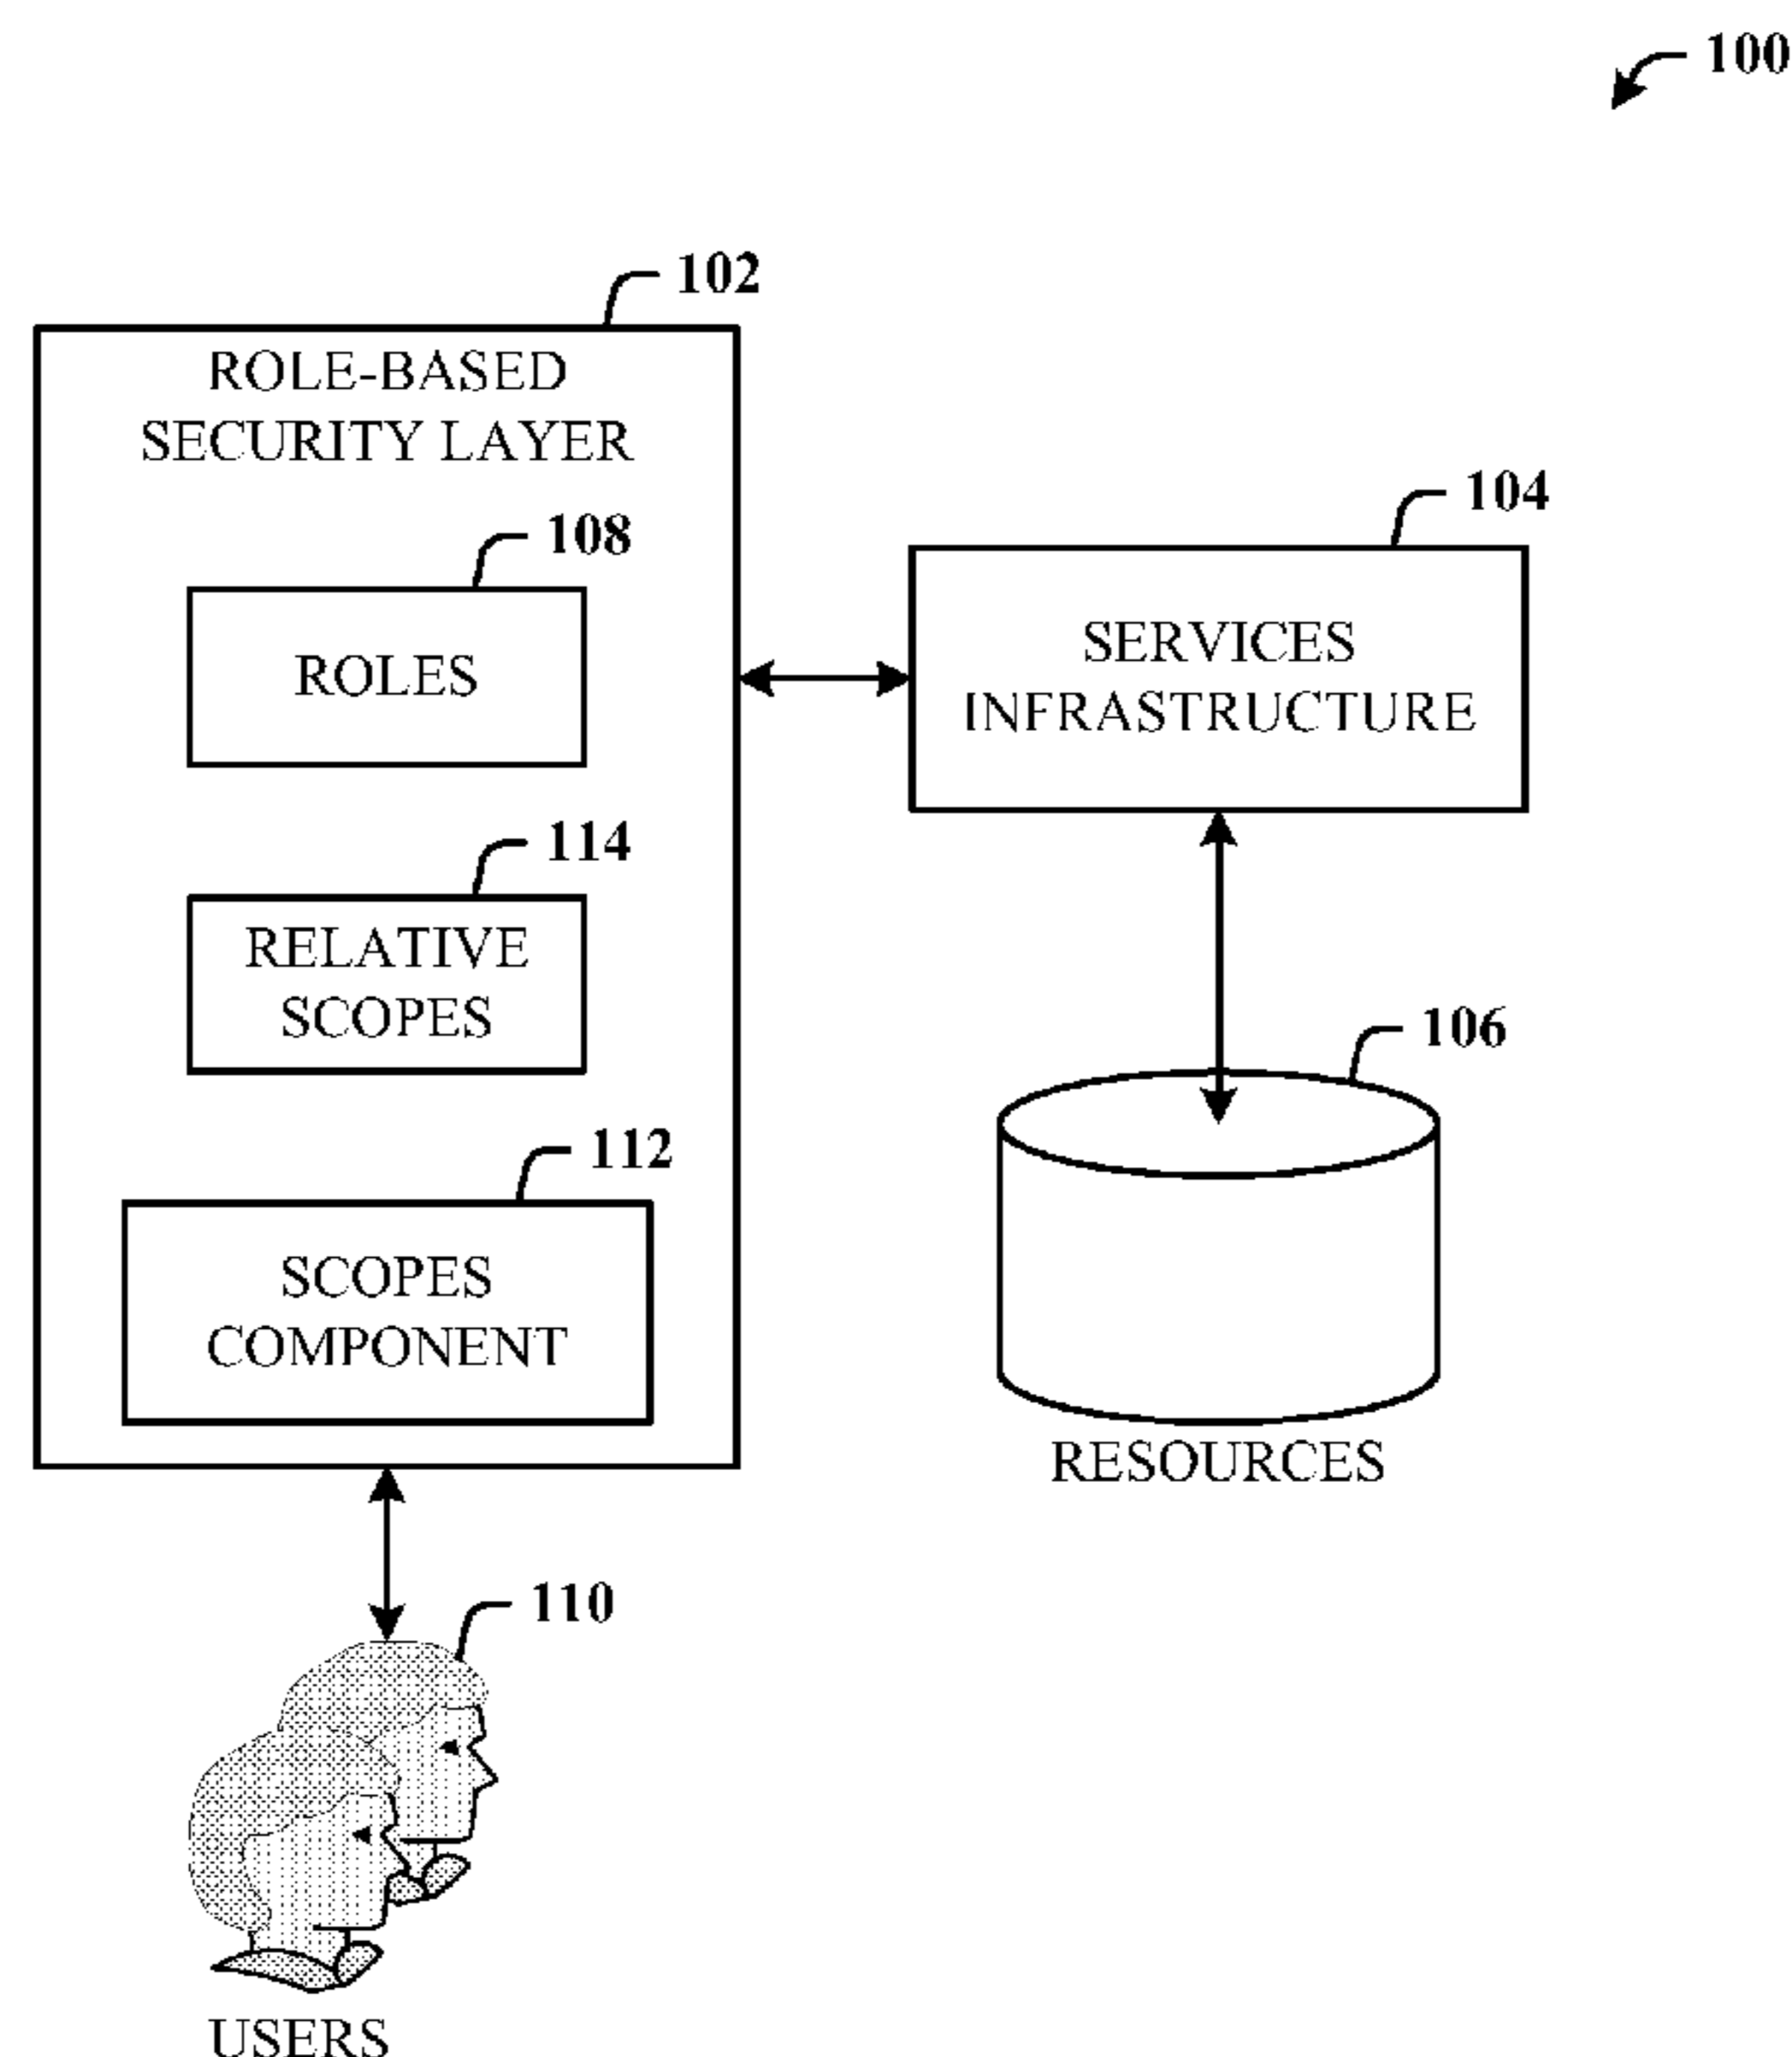 100
102
ROLE-BASED
SECURITY LAYER
108
ROLES
114
RELATIVE
SCOPES
112
SCOPES
COMPONENT
104
SERVICES
INFRASTRUCTURE
106
RESOURCES
110
USERS